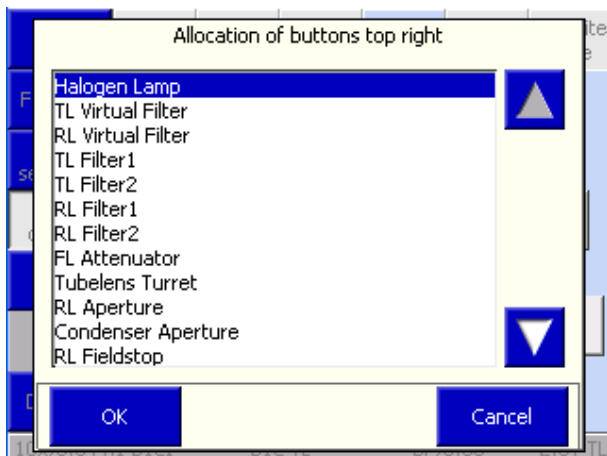 Allocation of buttons top right
Halogen Lamp
TL Virtual Filter
RL Virtual Filter
TL Filter1
TL Filter2
RL Filter1
RL Filter2
FL Attenuator
Tubelens Turret
RL Aperture
Condenser Aperture
RL Fieldstop
OK
Cancel